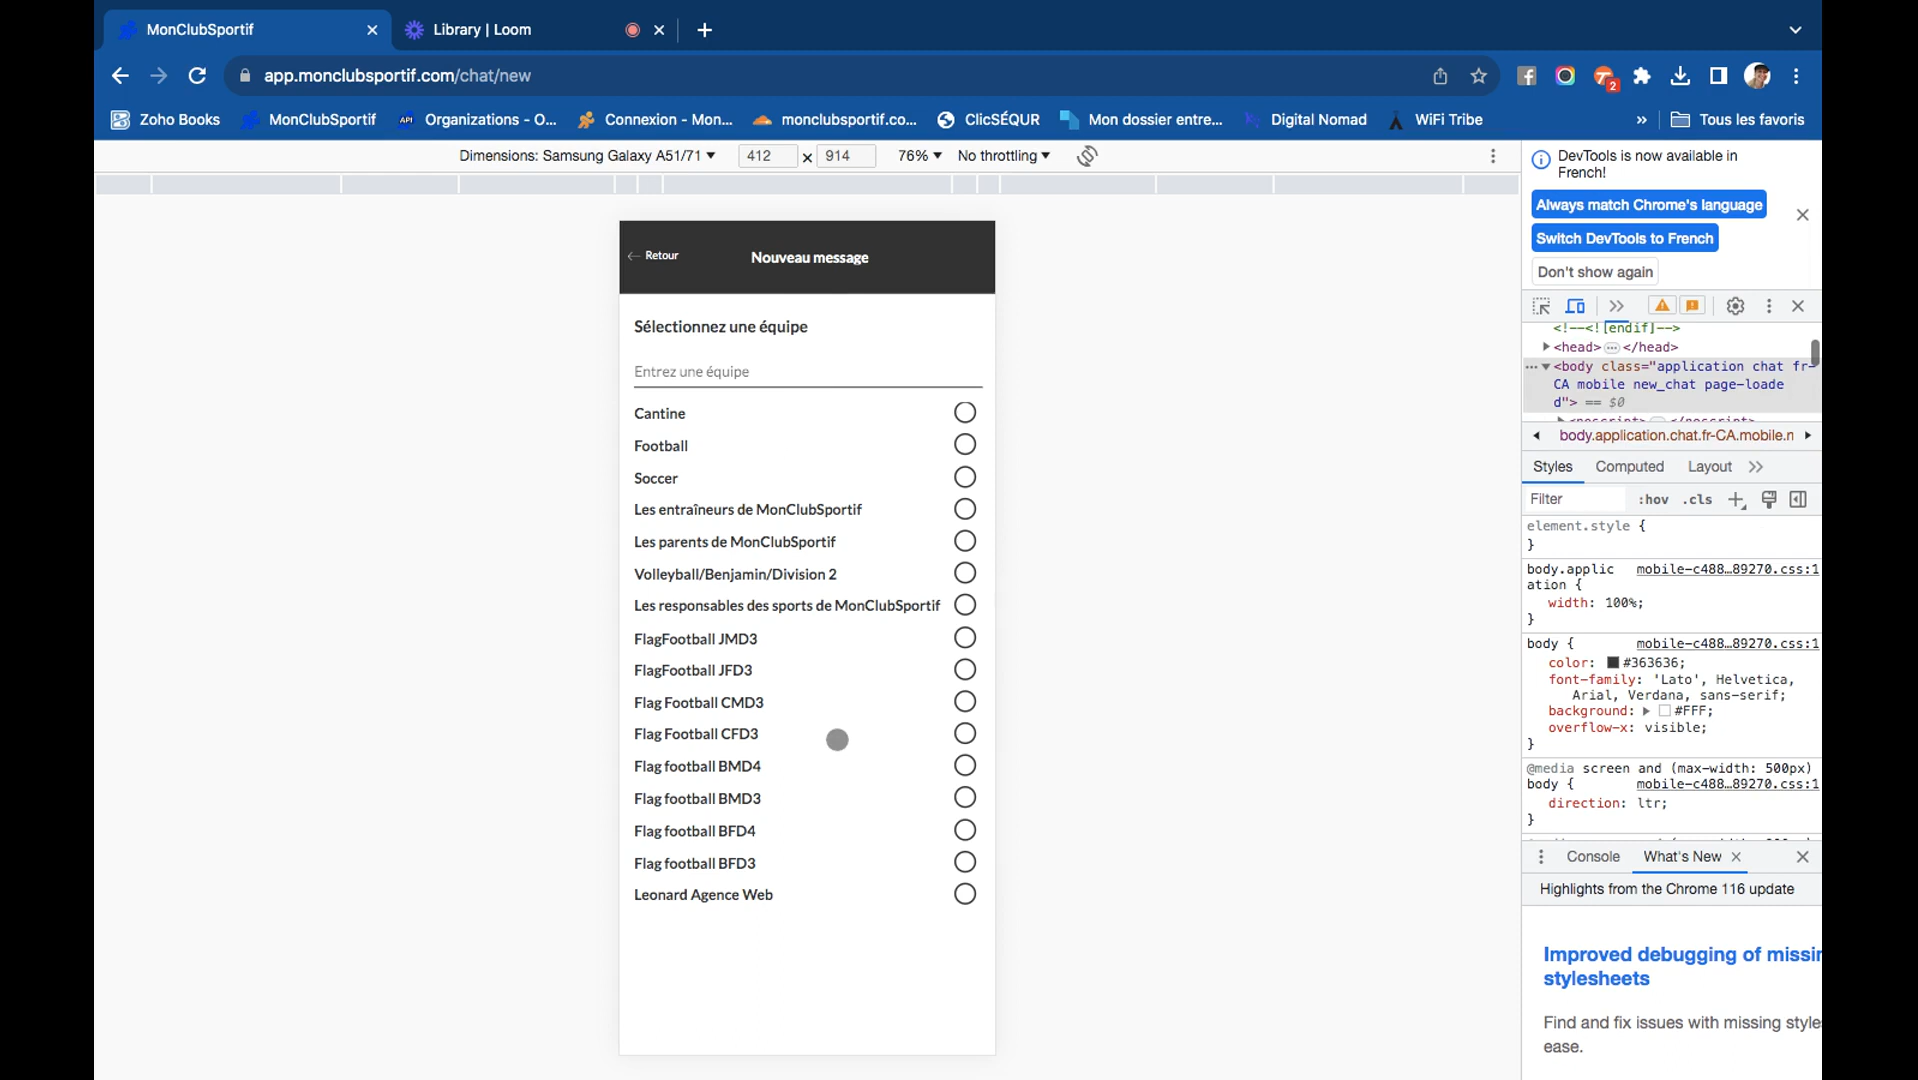 MonClubSportif
Library | Loom
app.monclubsportif.com/chat/new
2
Zoho Books
MonClubSportif
API
Organizations - O...
Connexion - Mon...
monclubsportif.co...
ClicSÉQUR
Mon dossier entre...
Digital Nomad
WiFi Tribe
»
Tous les favoris
Dimensions: Samsung Galaxy A51/71 ▼
412 × 914
76% ▼
No throttling ▼
DevTools is now available in
French!
Always match Chrome's language
Switch DevTools to French
Don't show again
← Retour
Nouveau message
Sélectionnez une équipe
Entrez une équipe
Cantine
Football
Soccer
Les entraîneurs de MonClubSportif
Les parents de MonClubSportif
Volleyball/Benjamin/Division 2
Les responsables des sports de MonClubSportif
FlagFootball JMD3
FlagFootball JFD3
Flag Football CMD3
Flag Football CFD3
Flag football BMD4
Flag football BMD3
Flag football BFD4
Flag football BFD3
Leonard Agence Web
<!--<![endif]-->
▶<head> ... </head>
...▼<body class="application chat fr-
CA mobile new_chat page-loade
d"> == $0
body.application.chat.fr-CA.mobile.n
Styles
Computed
Layout
»
Filter
:hov
.cls
element.style {
}
body.applic
ation {
mobile-c488…89270.css:1
width: 100%;
}
body {
mobile-c488…89270.css:1
color: #363636;
font-family: 'Lato', Helvetica,
Arial, Verdana, sans-serif;
background: ▶ #FFF;
overflow-x: visible;
}
@media screen and (max-width: 500px)
body {
mobile-c488…89270.css:1
direction: ltr;
}
Console
What's New
Highlights from the Chrome 116 update
Improved debugging of missin
stylesheets
Find and fix issues with missing style
ease.